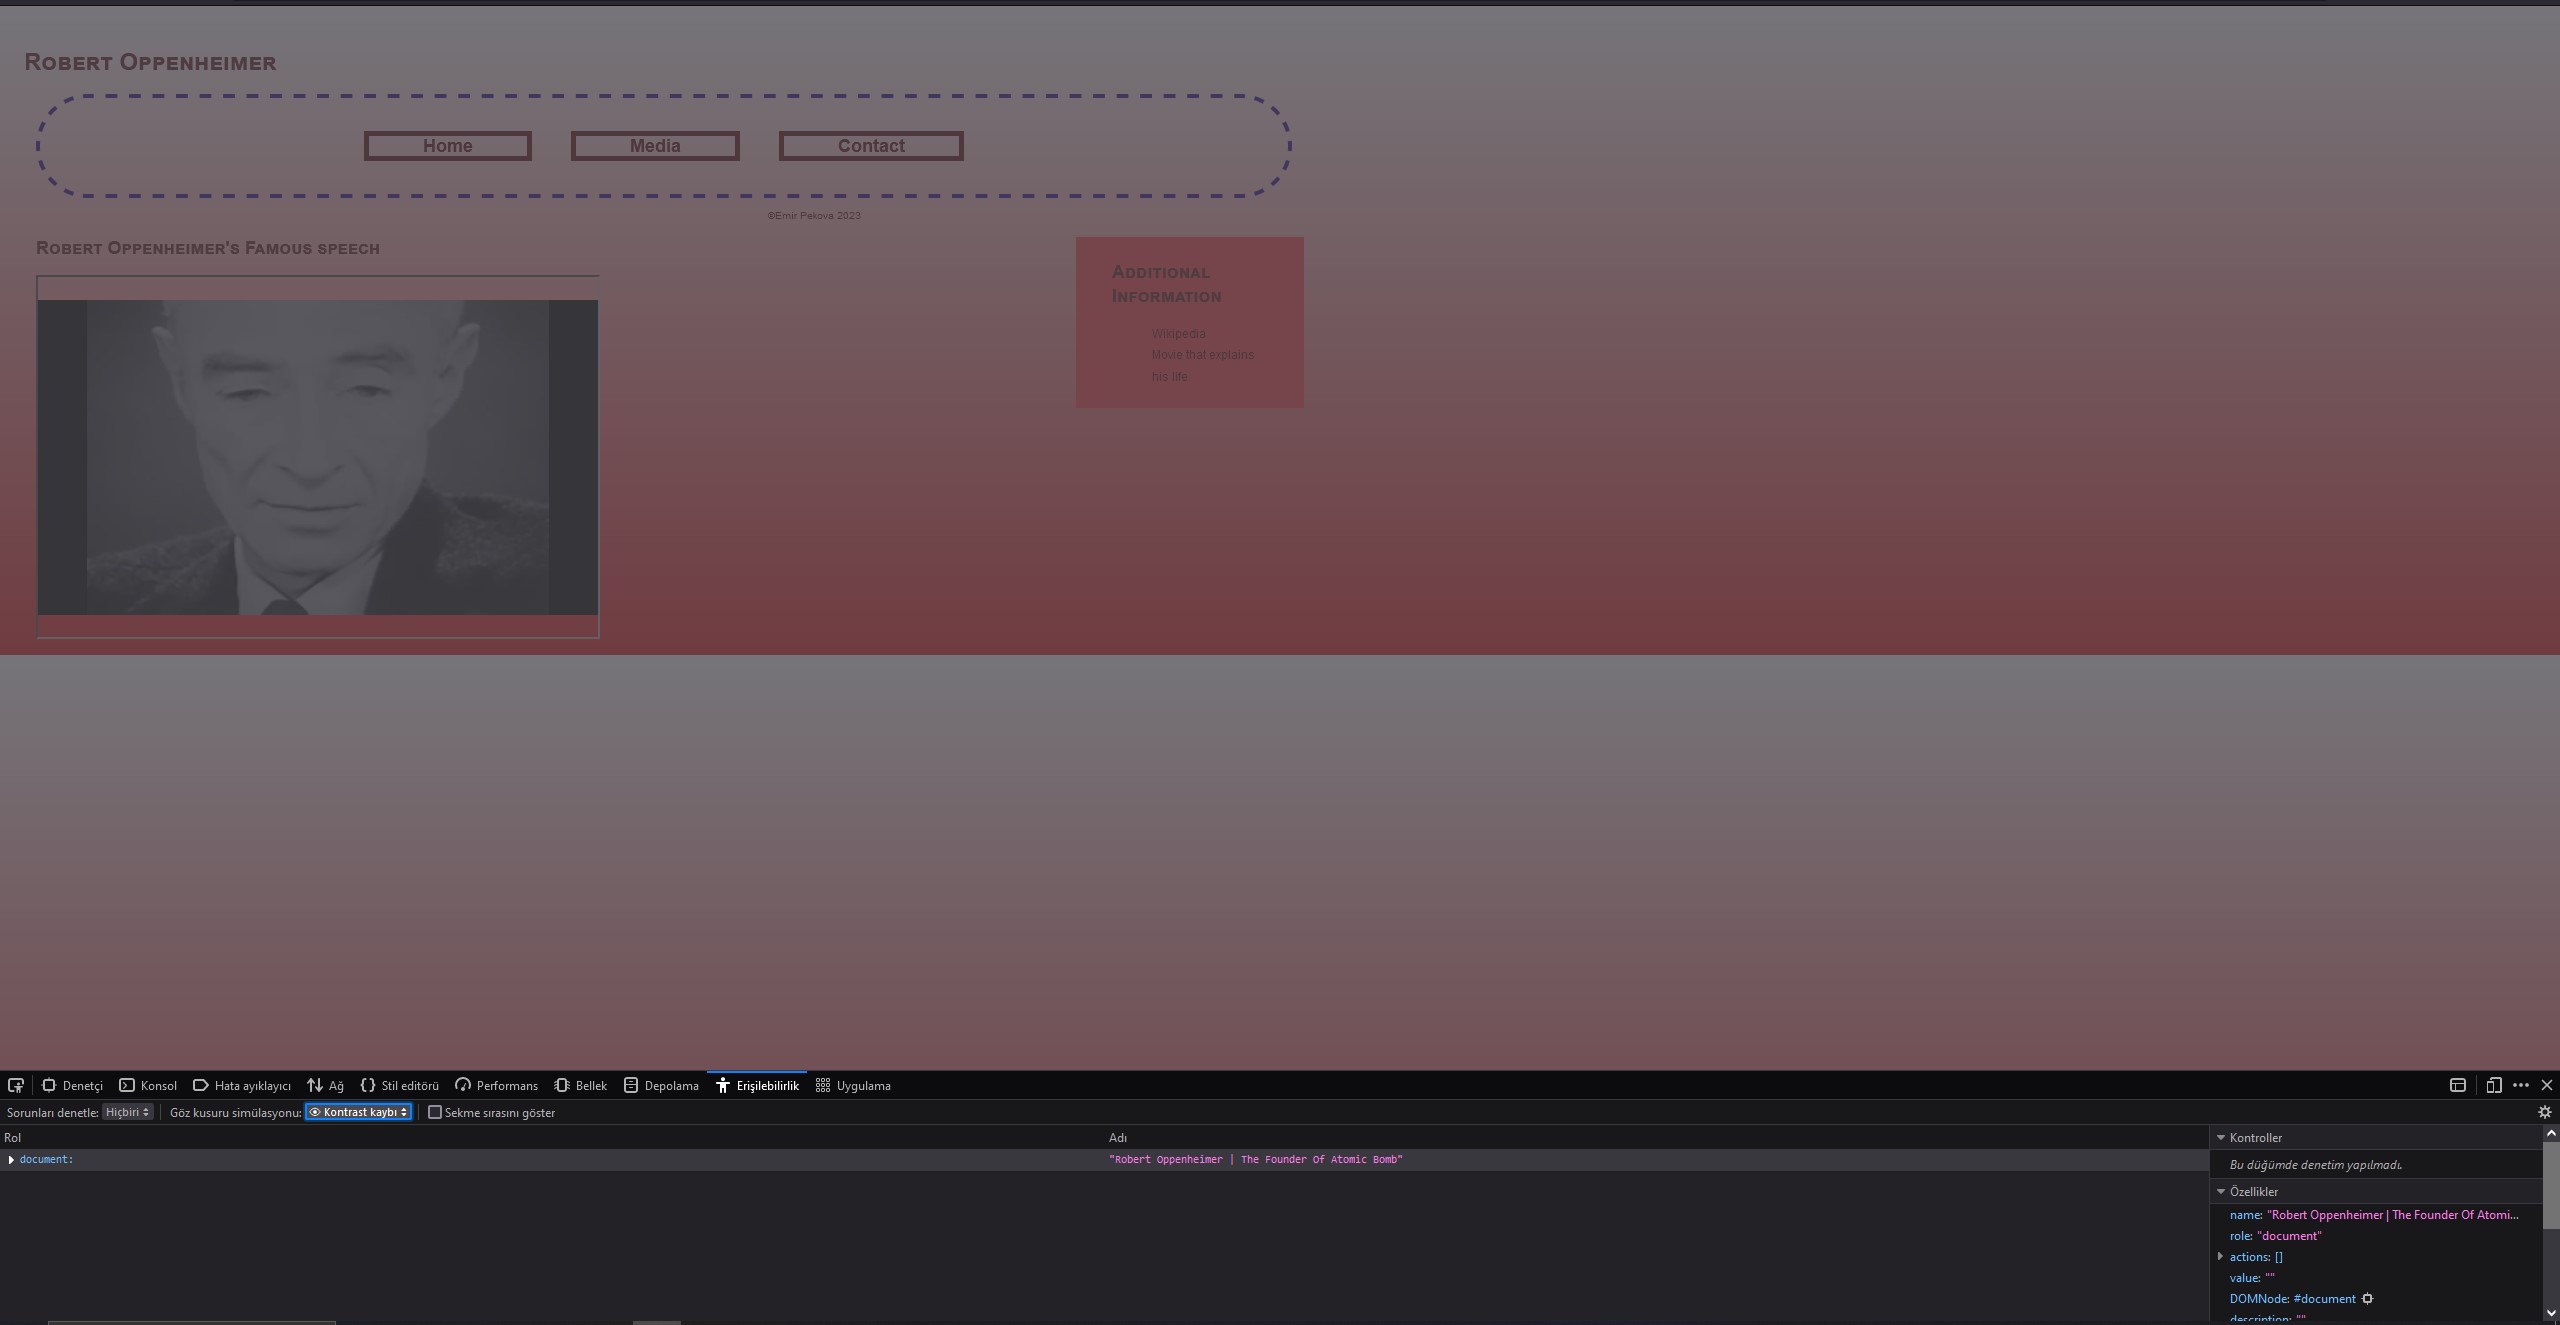 Robert Oppenheimer
Home
Media
Contact
©Emir Pekova 2023
Robert Oppenheimer's Famous speech
Additional
İnformation
Wikipedia
Movie that explains
his life
Denetçi
Konsol
Hata ayıklayıcı
Ağ
Stil editörü
Performans
Bellek
Depolama
Erişilebilirlik
Uygulama
Sorunları denetle: Hiçbiri
Göz kusuru simülasyonu: Kontrast kaybı
Sekme sırasını göster
Rol
Adı
document:
"Robert Oppenheimer | The Founder Of Atomic Bomb"
Kontroller
Bu düğümde denetim yapılmadı.
Özellikler
name: "Robert Oppenheimer | The Founder Of Atomi...
role: "document"
actions: []
value: ""
DOMNode: #document
description: ""